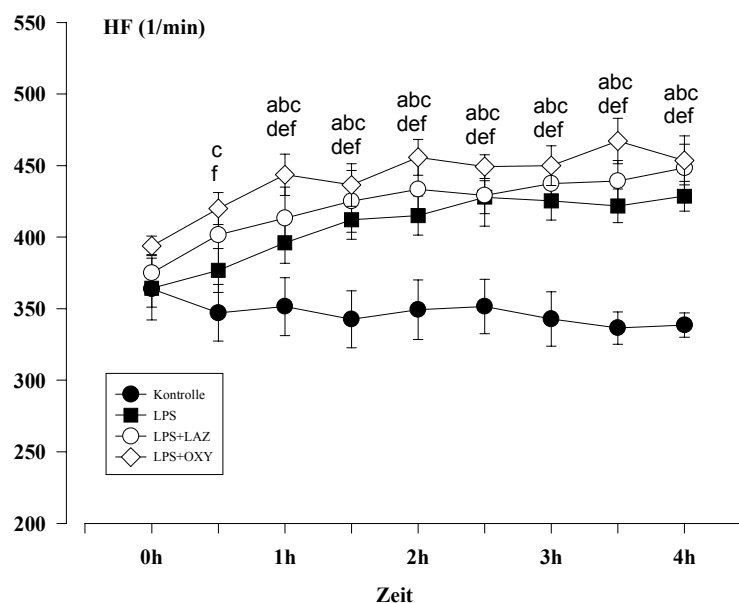 HF (1/min)
550
500
450
400
350
300
250
200
c
f
abc
def
abc
def
abc
def
abc
def
abc
def
abc
def
abc
def
Kontrolle
LPS
LPS+LAZ
LPS+OXY
0h 1h 2h 3h 4h
Zeit